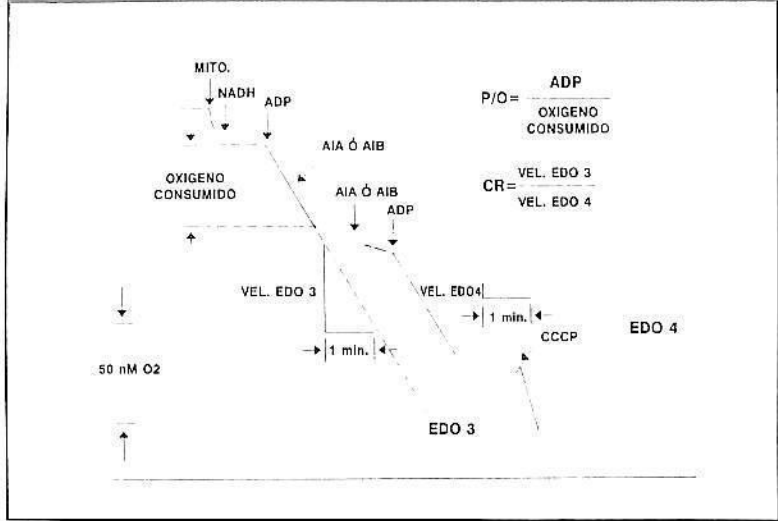 MITO.
NADH
ADP
P/O= ADP
OXIGENO
CONSUMIDO
AIA Ó AIB
OXIGENO
CONSUMIDO
CR= VEL. EDO 3
VEL. EDO 4
AIA Ó AIB
ADP
VEL. EDO 3
VEL. EDO4
1 min.
1 min.
CCCP
EDO 4
50 nM O2
EDO 3